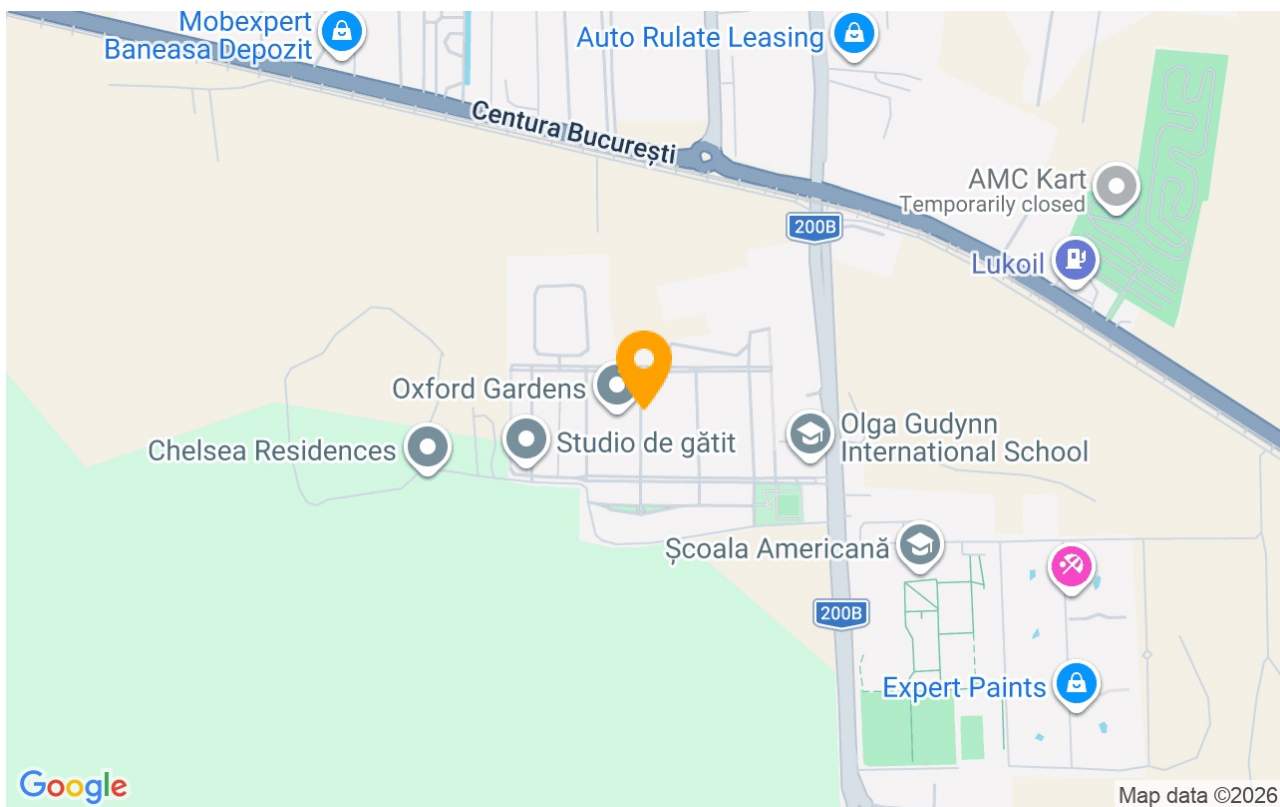 Mobexpert
Baneasa Depozit
Auto Rulate Leasing
Centura București
AMC Kart
Temporarily closed
200B
Lukoil
Oxford Gardens
Olga Gudynn
International School
Studio de gătit
Chelsea Residences
Școala Americană
200B
Expert Paints
Google
Map data ©2026